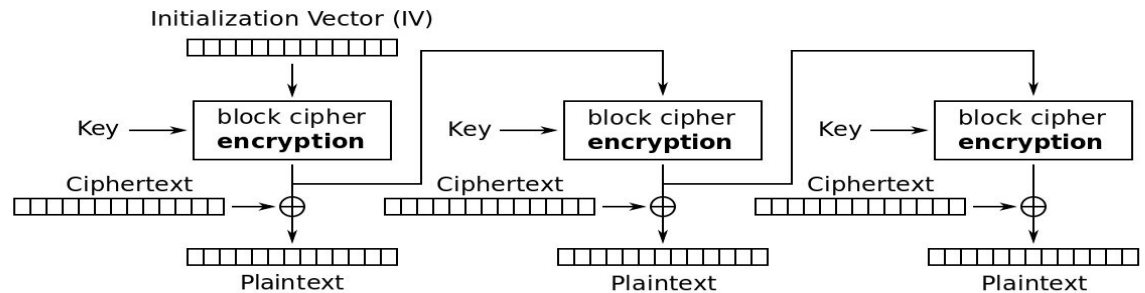 Initialization Vector (IV)
Key
block cipher
encryption
Key
block cipher
encryption
Key
block cipher
encryption
Ciphertext
Ciphertext
Ciphertext
Plaintext
Plaintext
Plaintext